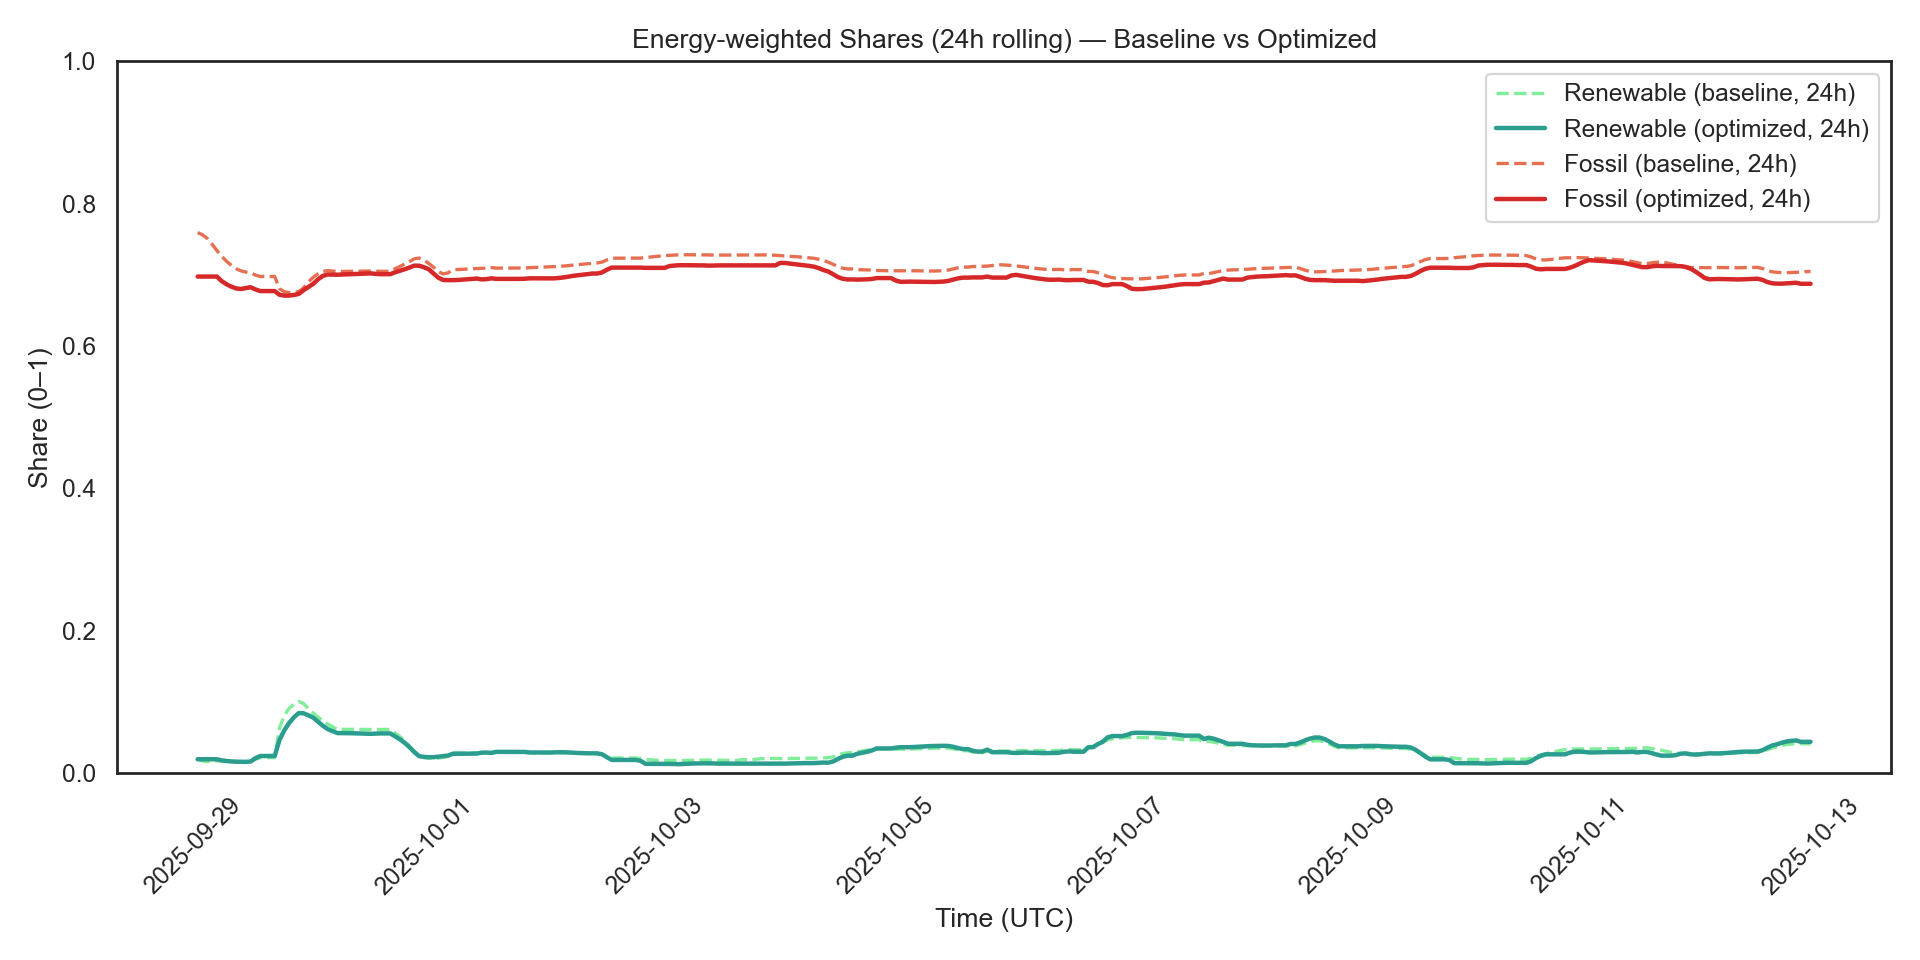 Energy-weighted Shares (24h rolling) — Baseline vs Optimized
1.0
0.8
0.6
0.4
0.2
0.0
Share (0–1)
Renewable (baseline, 24h)
Renewable (optimized, 24h)
Fossil (baseline, 24h)
Fossil (optimized, 24h)
2025-09-29
2025-10-01
2025-10-03
2025-10-05
2025-10-07
2025-10-09
2025-10-11
2025-10-13
Time (UTC)